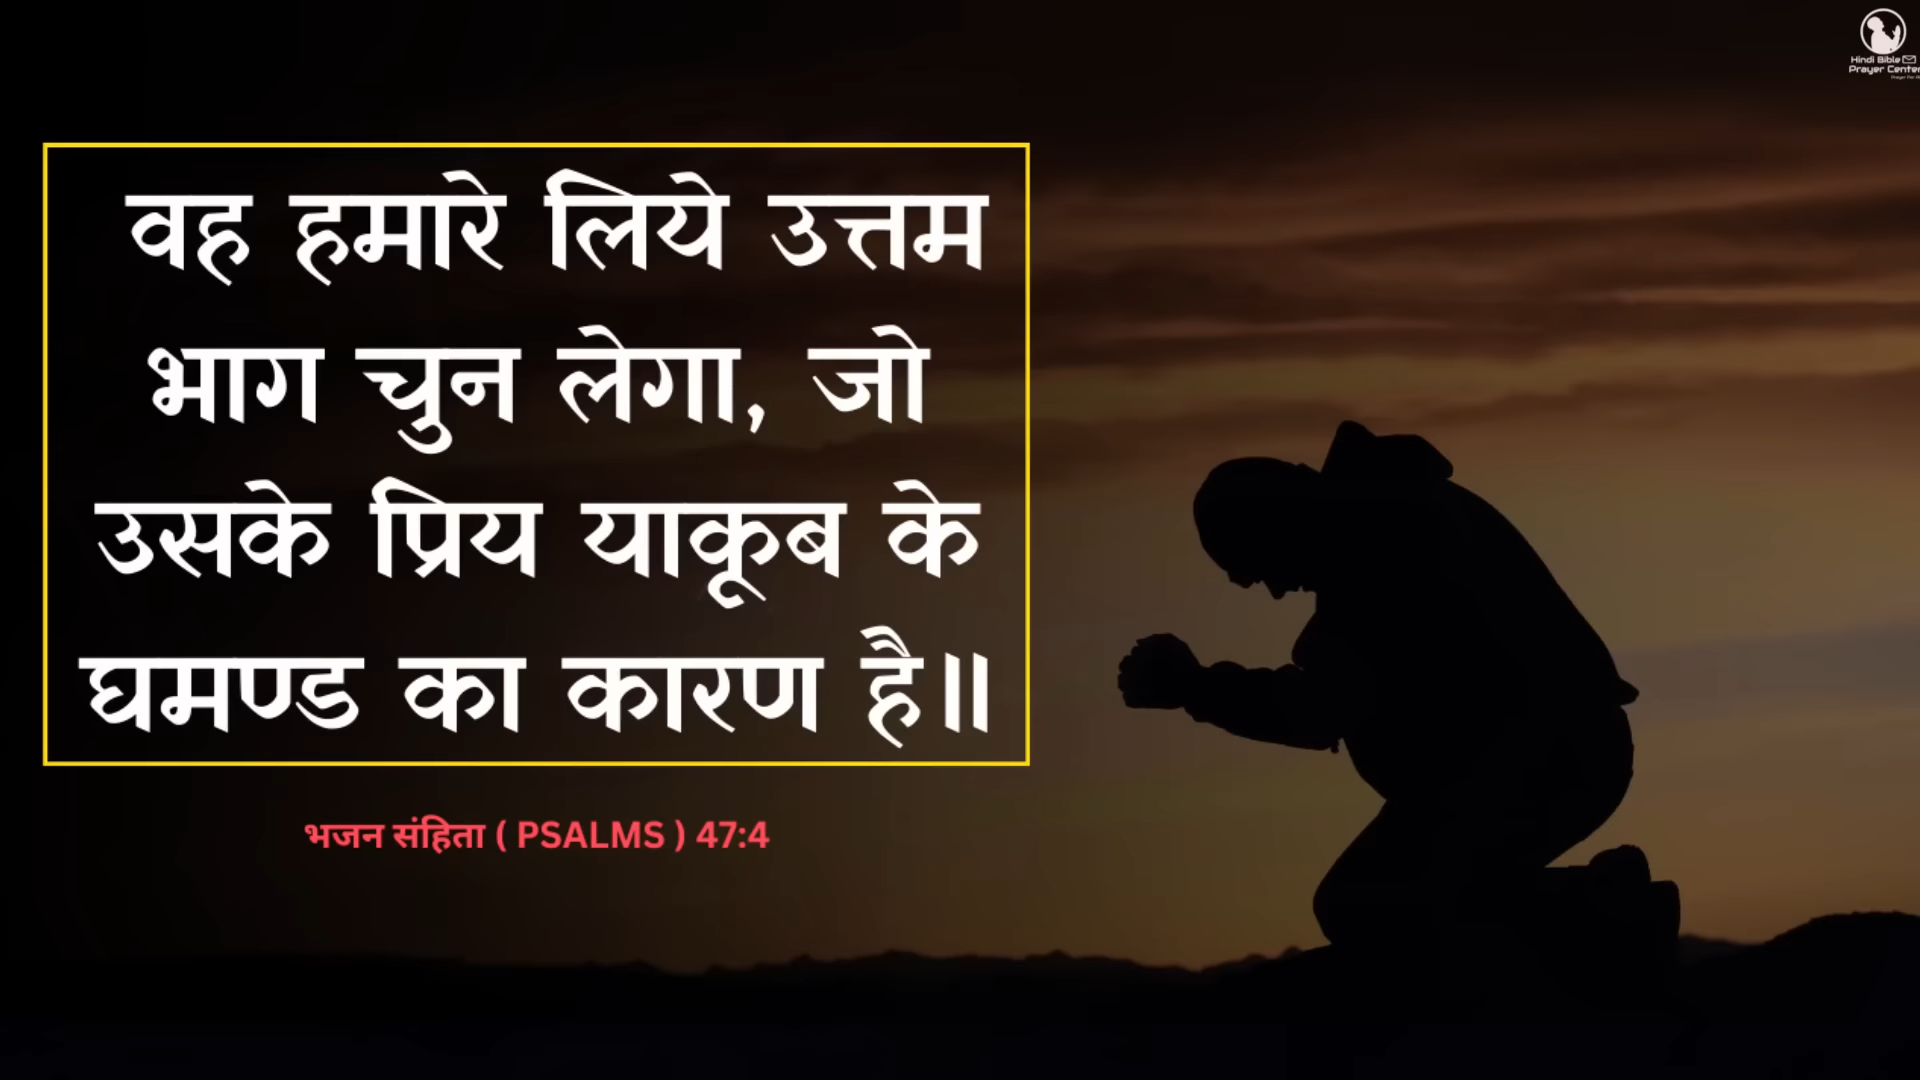 Hindi Bible
Prayer Center
वह हमारे लिये उत्तम
भाग चुन लेगा, जो
उसके प्रिय याकूब के
घमण्ड का कारण है॥
भजन संहिता ( PSALMS ) 47:4